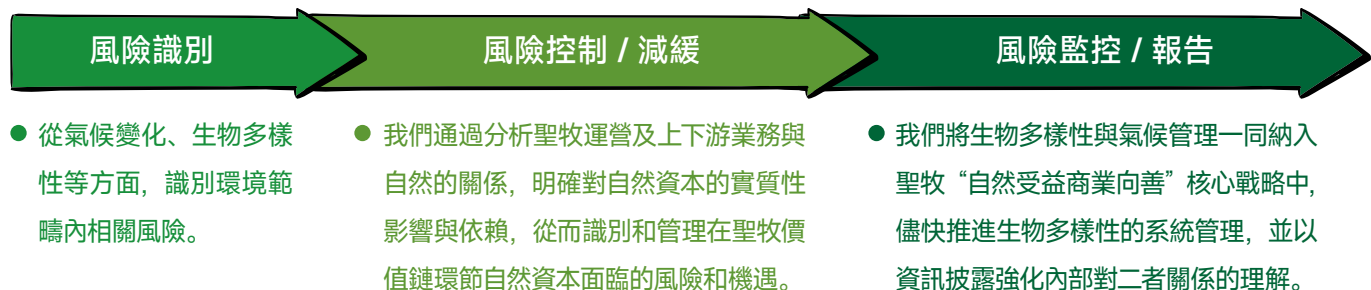 風險識別
風險控制 / 減緩
風險監控 / 報告
● 從氣候變化、生物多樣
性等方面，識別環境範
疇內相關風險。
● 我們通過分析聖牧運營及上下游業務與
自然的關係，明確對自然資本的實質性
影響與依賴，從而識別和管理在聖牧價
值鏈環節自然資本面臨的風險和機遇。
● 我們將生物多樣性與氣候管理一同納入
聖牧“自然受益商業向善”核心戰略中，
儘快推進生物多樣性的系統管理，並以
資訊披露強化內部對二者關係的理解。